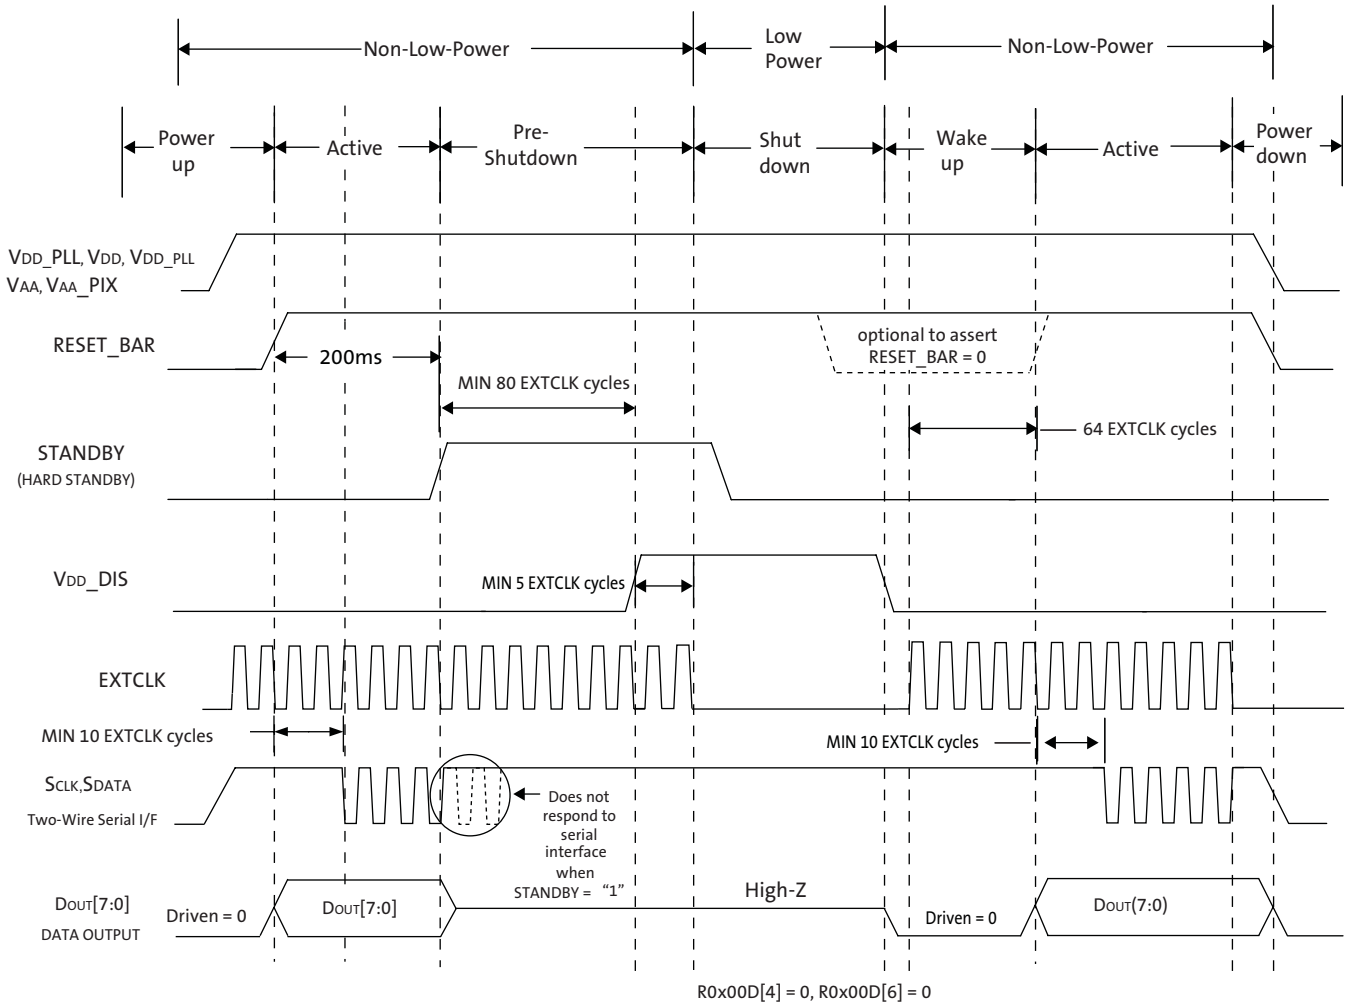 Non-Low-Power
Low
Power
Non-Low-Power
Power
up
Active
Pre-
Shutdown
Shut
down
Wake
up
Active
Power
down
VDD_PLL, VDD, VDD_PLL
VAA, VAA_PIX
RESET_BAR
200ms
optional to assert
RESET_BAR = 0
MIN 80 EXTCLK cycles
64 EXTCLK cycles
STANDBY
(HARD STANDBY)
VDD_DIS
MIN 5 EXTCLK cycles
EXTCLK
MIN 10 EXTCLK cycles
MIN 10 EXTCLK cycles
SCLK,SDATA
Two-Wire Serial I/F
Does not
respond to
serial
interface
when
STANDBY = “1”
DOUT[7:0]
DATA OUTPUT
Driven = 0
DOUT[7:0]
High-Z
Driven = 0
DOUT(7:0)
R0x00D[4] = 0, R0x00D[6] = 0